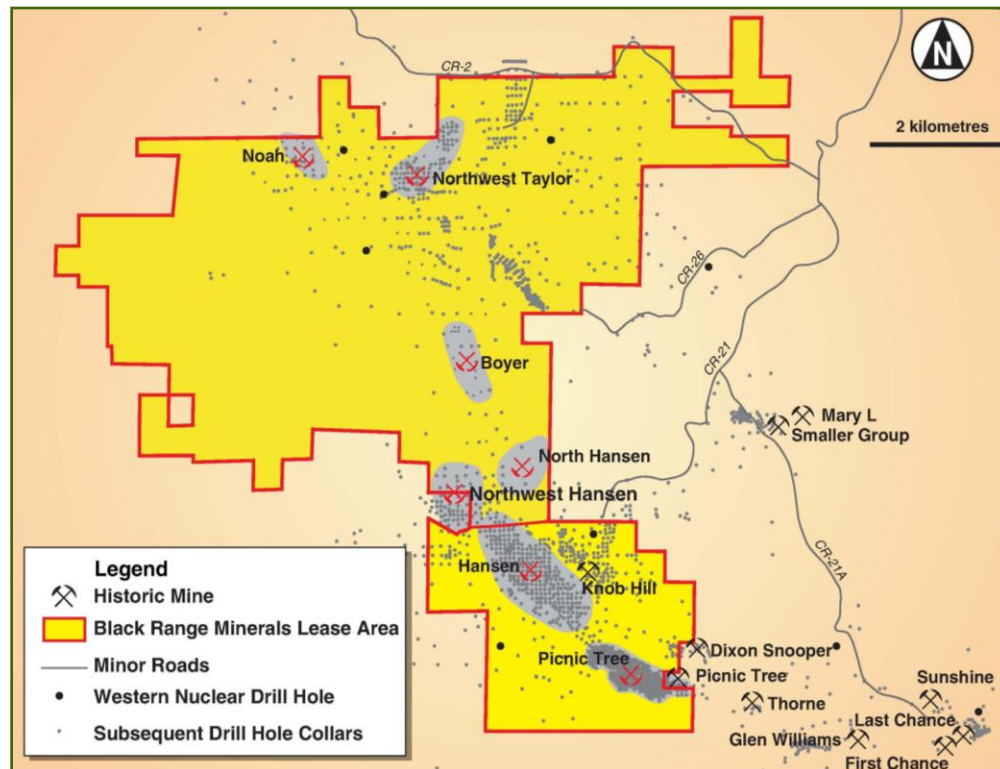 CR-2
N
2 kilometres
Noah
Northwest Taylor
CR-26
CR-21
Boyer
Mary L
Smaller Group
North Hansen
Northwest Hansen
CR-21A
Hansen
Knob Hill
Dixon Snooper
Picnic Tree
Picnic Tree
Sunshine
Thorne
Last Chance
Glen Williams
First Chance
Legend
Historic Mine
Black Range Minerals Lease Area
Minor Roads
Western Nuclear Drill Hole
Subsequent Drill Hole Collars